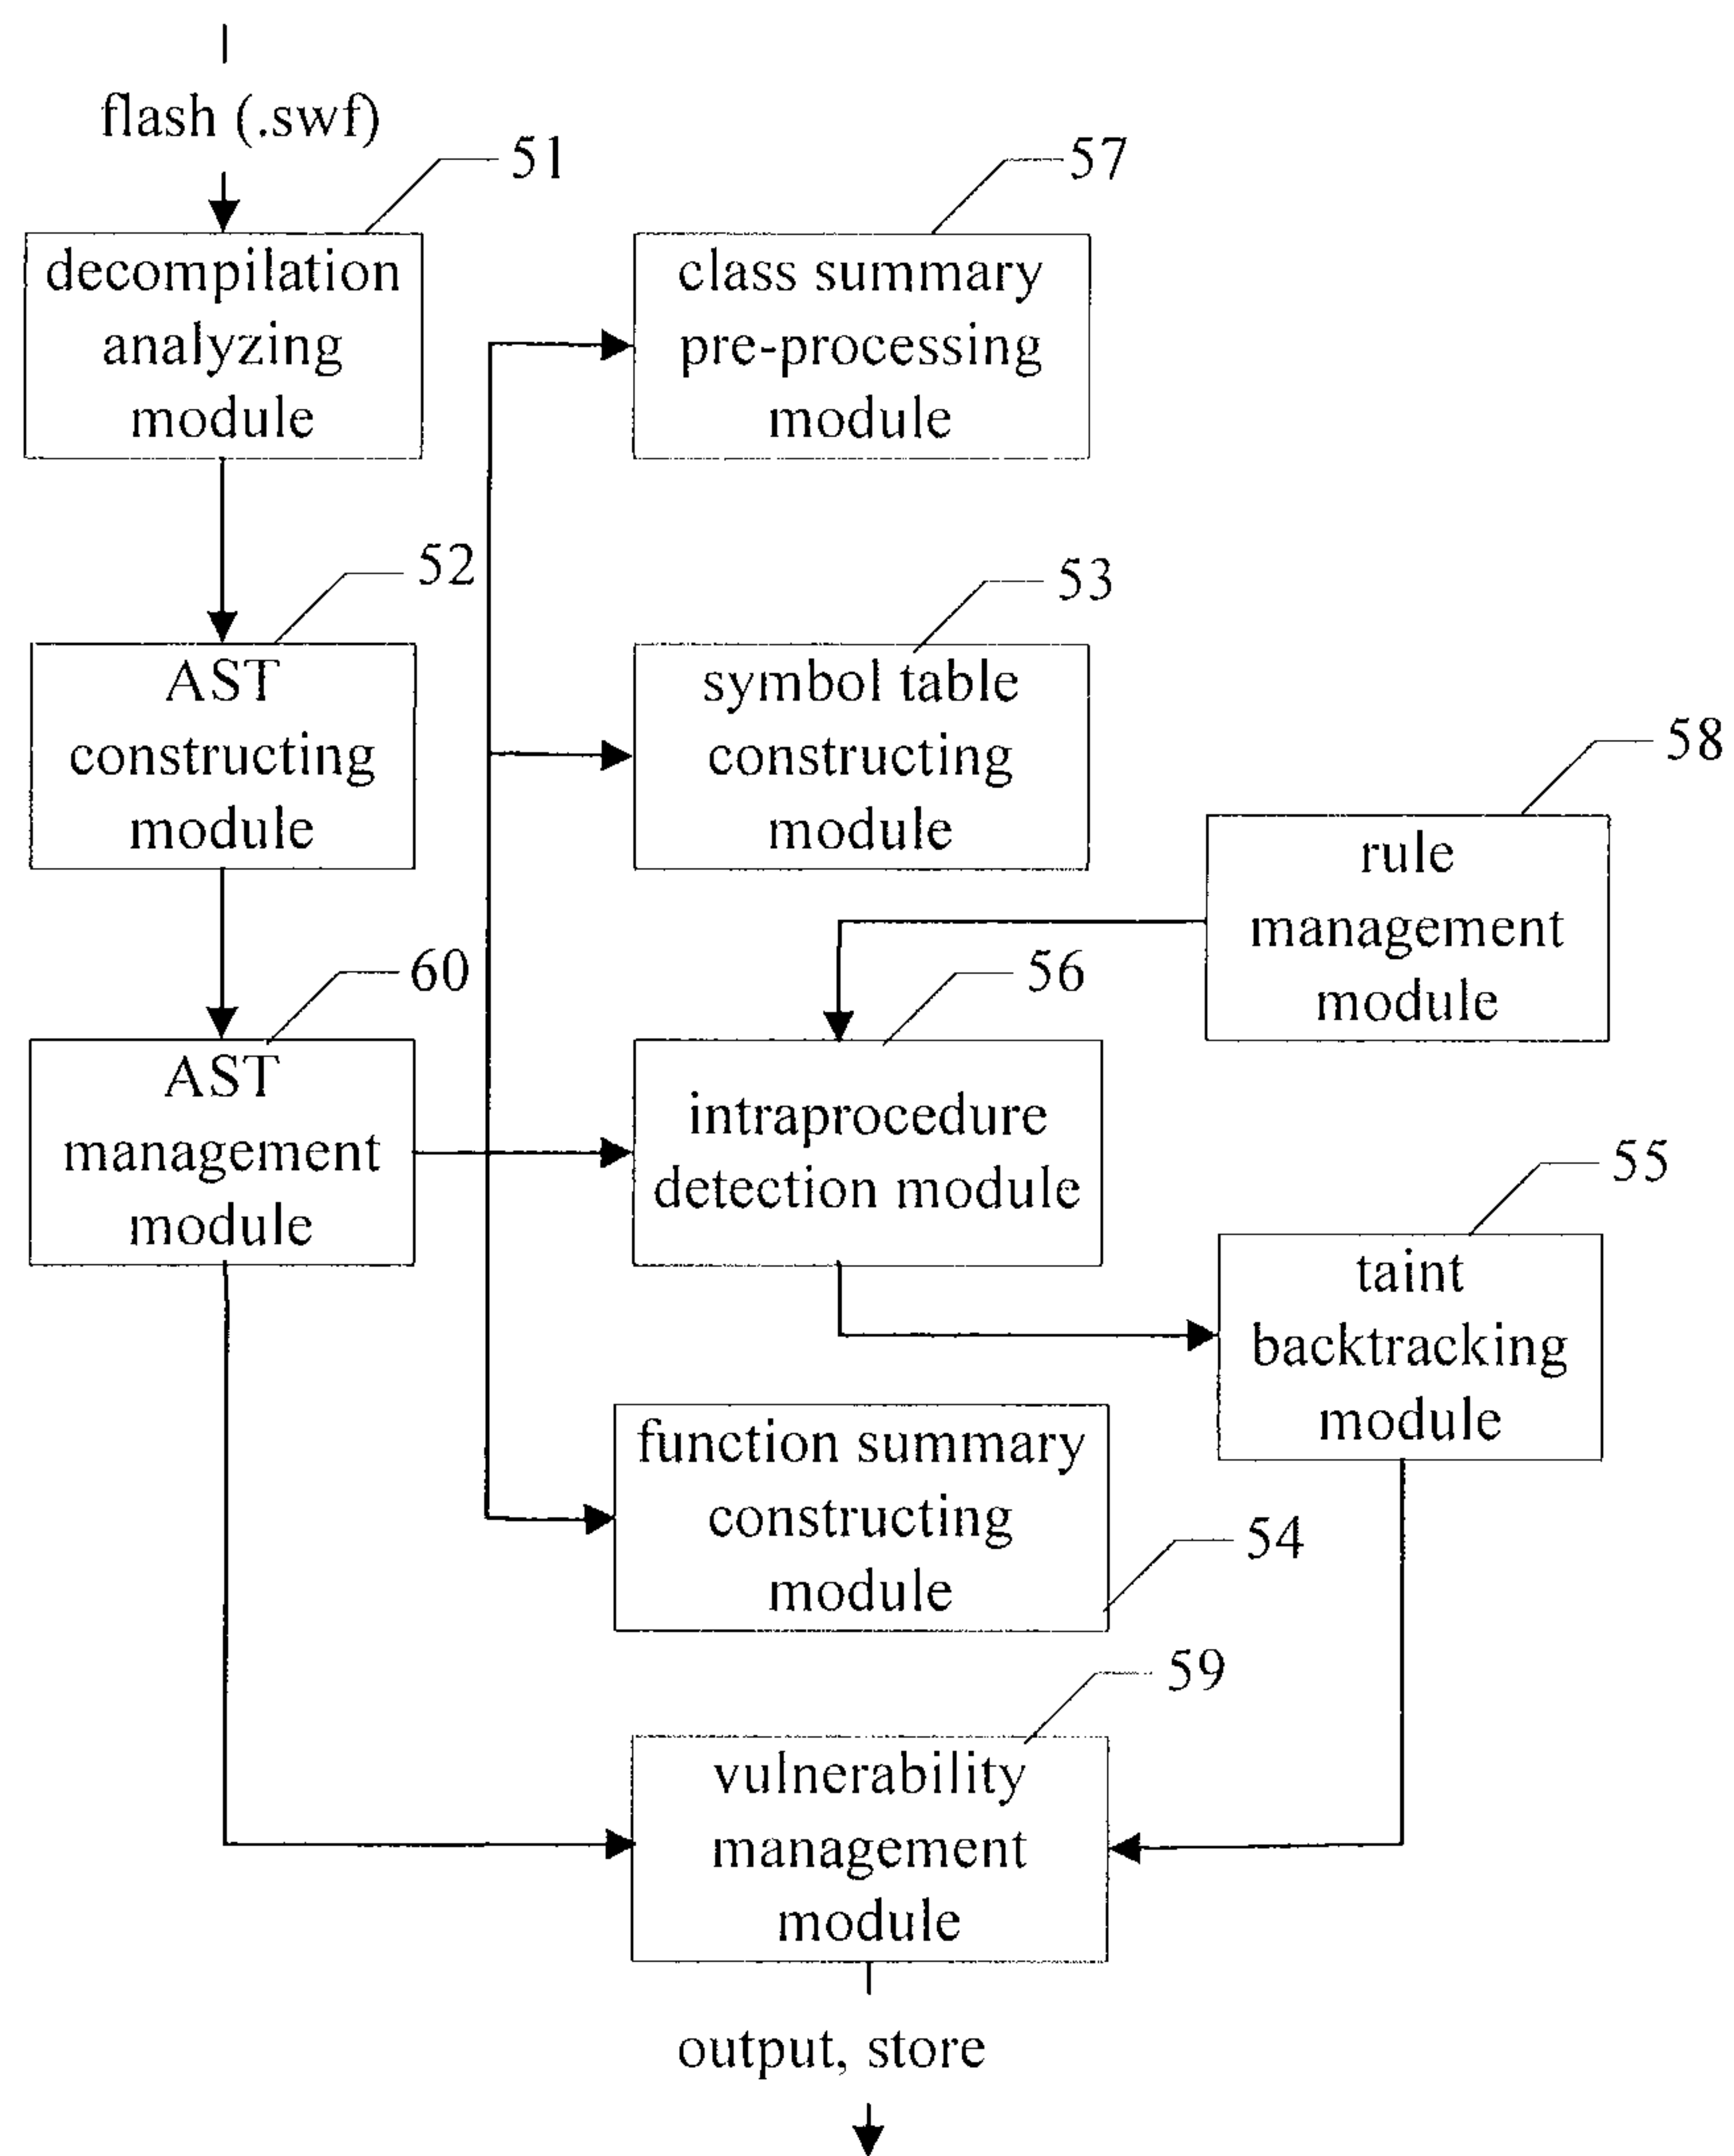 flash (.swf)
51
57
decompilation
analyzing
module
class summary
pre-processing
module
52
53
AST
constructing
module
symbol table
constructing
module
58
rule
management
module
60
56
AST
management
module
intraprocedure
detection module
55
taint
backtracking
module
function summary
constructing
module
54
59
vulnerability
management
module
output, store